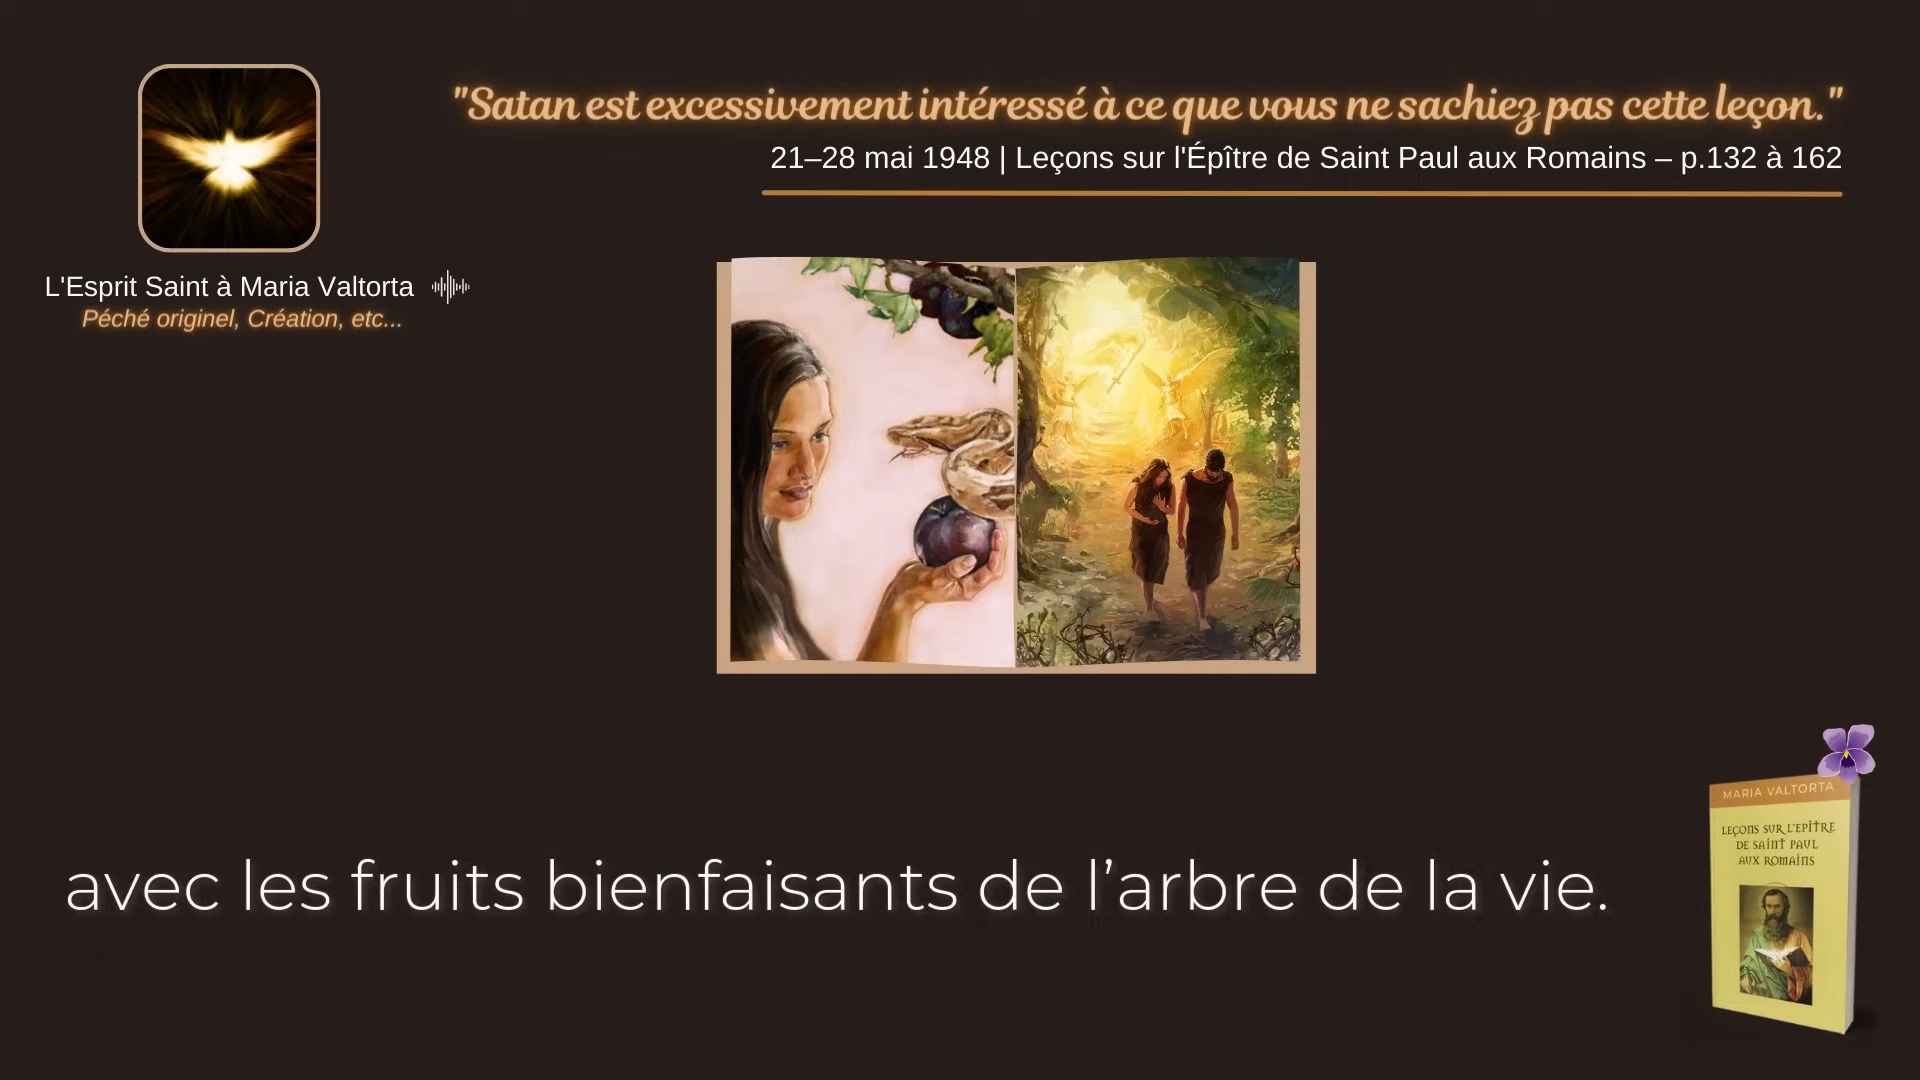 "Satan est excessivement intéressé à ce que vous ne sachiez pas cette leçon."
21–28 mai 1948 | Leçons sur l'Épître de Saint Paul aux Romains – p.132 à 162
L'Esprit Saint à Maria Valtorta
Péché originel, Création, etc...
avec les fruits bienfaisants de l’arbre de la vie.
MARIA VALTORTA
LEÇONS SUR L'EPÎTRE
DE SAINT PAUL
AUX ROMAINS